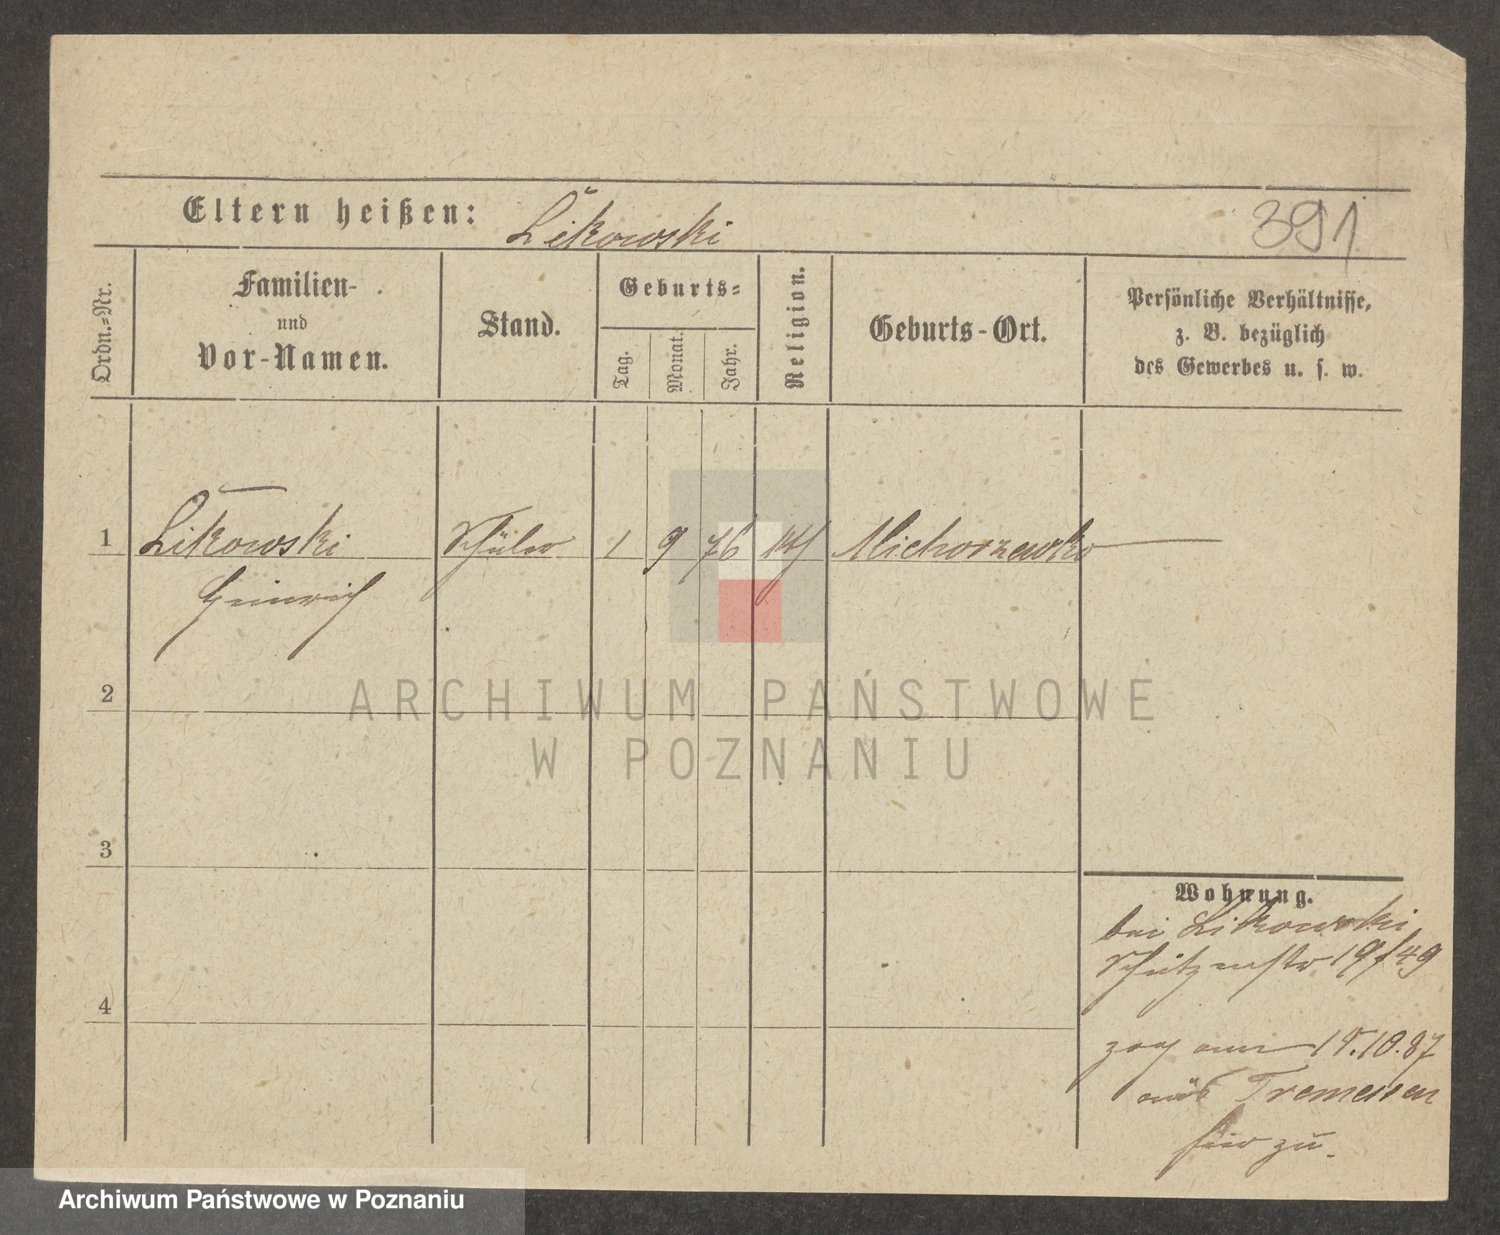 Eltern heißen: Likowski
391
Ordn.-Nr.
Familien-
und
Vor-Namen.
Stand.
Geburts-
Tag.
Monat.
Jahr.
Religion.
Geburts-Ort.
Persönliche Verhältnisse,
z. B. bezüglich
des Gewerbes u. s. w.
1 Likowski Schüler 1 9 76 kth Michorzewko
Heinrich
2
ARCHIWUM PAŃSTWOWE
W POZNANIU
3
4
Wohnung.
bei Likowski
Schützenstr 19/49
zog am 15.10.87
aus Tremessen
hier zu.
Archiwum Państwowe w Poznaniu